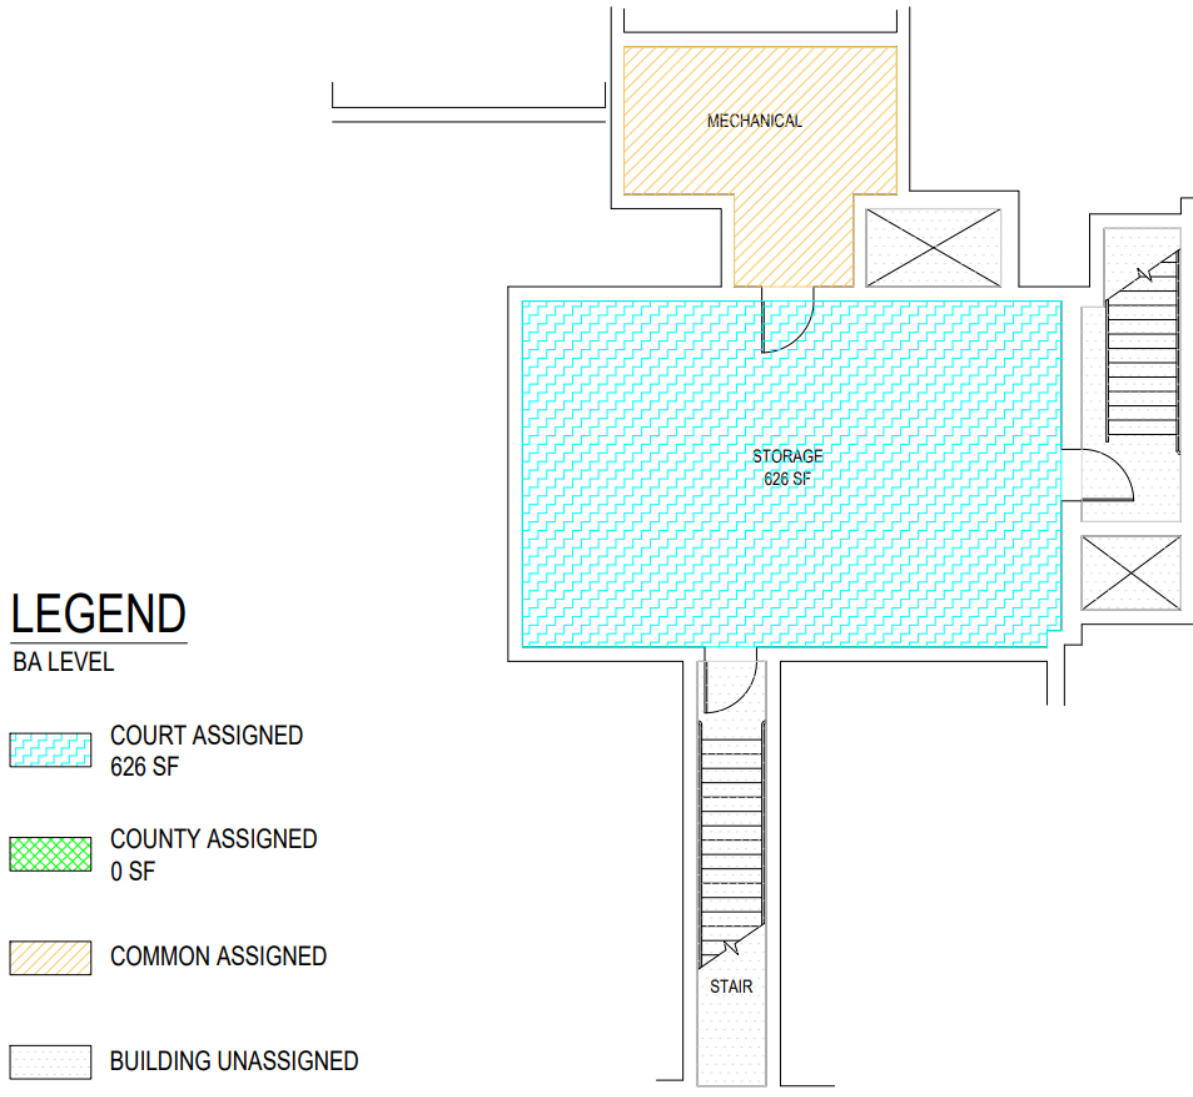 MECHANICAL
STORAGE
626 SF
LEGEND
BA LEVEL
COURT ASSIGNED
626 SF
COUNTY ASSIGNED
0 SF
COMMON ASSIGNED
STAIR
BUILDING UNASSIGNED